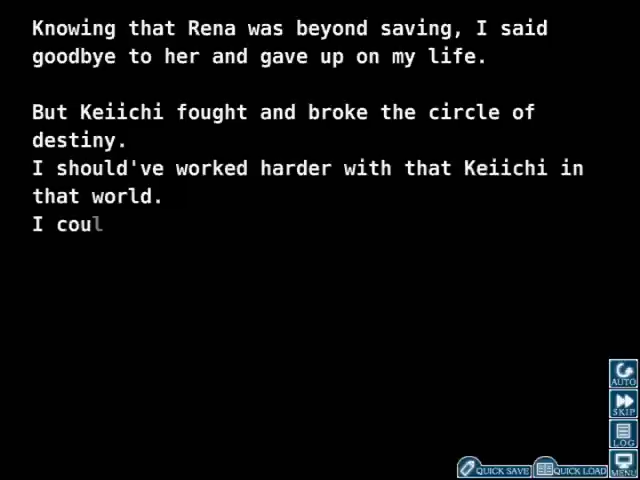 Knowing that Rena was beyond saving, I said
goodbye to her and gave up on my life.
But Keiichi fought and broke the circle of
destiny.
I should've worked harder with that Keiichi in
that world.
I coul
AUTO
SKIP
LOG
MENU
QUICK SAVE
QUICK LOAD